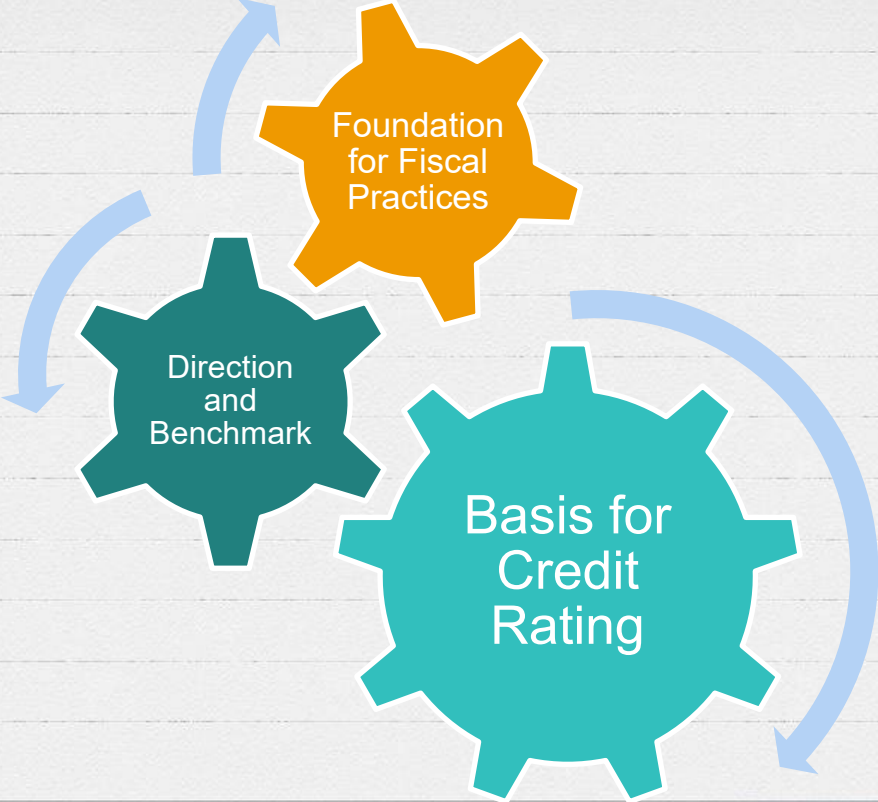 Foundation
for Fiscal
Practices
Direction
and
Benchmark
Basis for
Credit
Rating